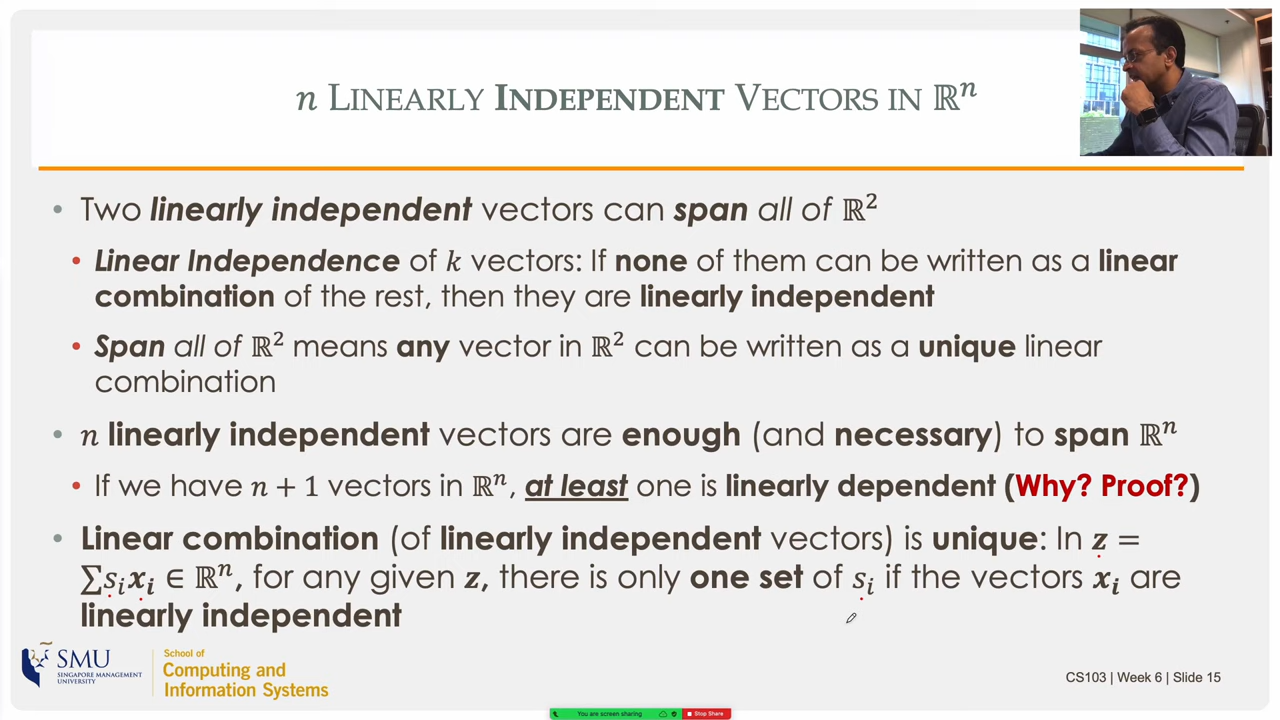 n LINEARLY INDEPENDENT VECTORS IN ℝⁿ
• Two linearly independent vectors can span all of ℝ²
• Linear Independence of k vectors: If none of them can be written as a linear
combination of the rest, then they are linearly independent
• Span all of ℝ² means any vector in ℝ² can be written as a unique linear
combination
• n linearly independent vectors are enough (and necessary) to span ℝⁿ
• If we have n + 1 vectors in ℝⁿ, at least one is linearly dependent (Why? Proof?)
• Linear combination (of linearly independent vectors) is unique: In z =
∑sᵢxᵢ ∈ ℝⁿ, for any given z, there is only one set of sᵢ if the vectors xᵢ are
linearly independent
SMU
SINGAPORE MANAGEMENT
UNIVERSITY
School of
Computing and
Information Systems
CS103 | Week 6 | Slide 15
You are screen sharing
Stop Share